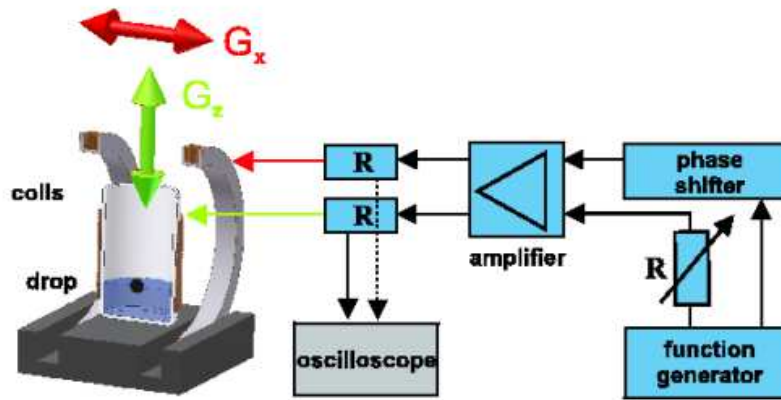 Gx
Gz
coils
drop
R
R
amplifier
phase
shifter
R
oscilloscope
function
generator